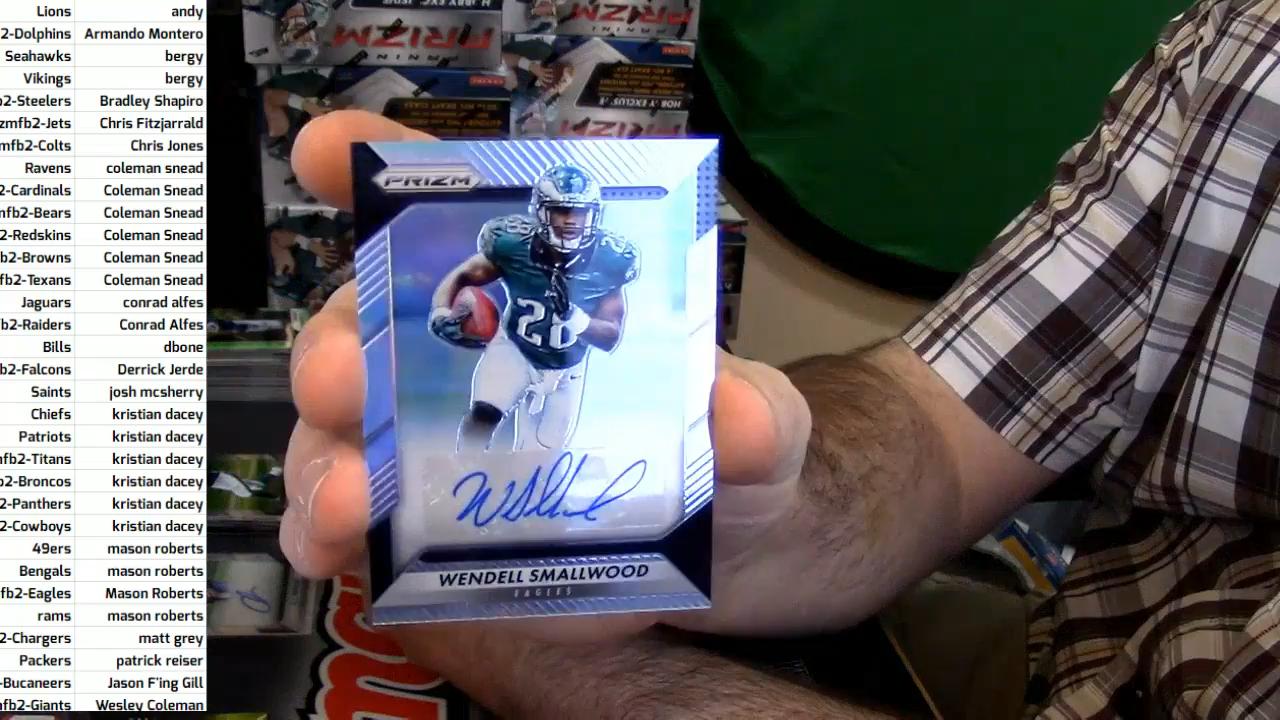 Lions andy
2-Dolphins Armando Montero
Seahawks bergy
Vikings bergy
b2-Steelers Bradley Shapiro
zmfb2-Jets Chris Fitzjarrald
mfb2-Colts Chris Jones
Ravens coleman snead
2-Cardinals Coleman Snead
nfb2-Bears Coleman Snead
2-Redskins Coleman Snead
fb2-Browns Coleman Snead
fb2-Texans Coleman Snead
Jaguars conrad alfes
b2-Raiders Conrad Alfes
Bills dbone
fb2-Falcons Derrick Jerde
Saints josh mcsherry
Chiefs kristian dacey
Patriots kristian dacey
nfb2-Titans kristian dacey
b2-Broncos kristian dacey
2-Panthers kristian dacey
2-Cowboys kristian dacey
49ers mason roberts
Bengals mason roberts
fb2-Eagles Mason Roberts
rams mason roberts
2-Chargers matt grey
Packers patrick reiser
-Bucaneers Jason F'ing Gill
nfb2-Giants Wesley Coleman
PRIZM
PRIZM
PANINI
PRIZM
PRIZM
28
28
WENDELL SMALLWOOD
EAGLES